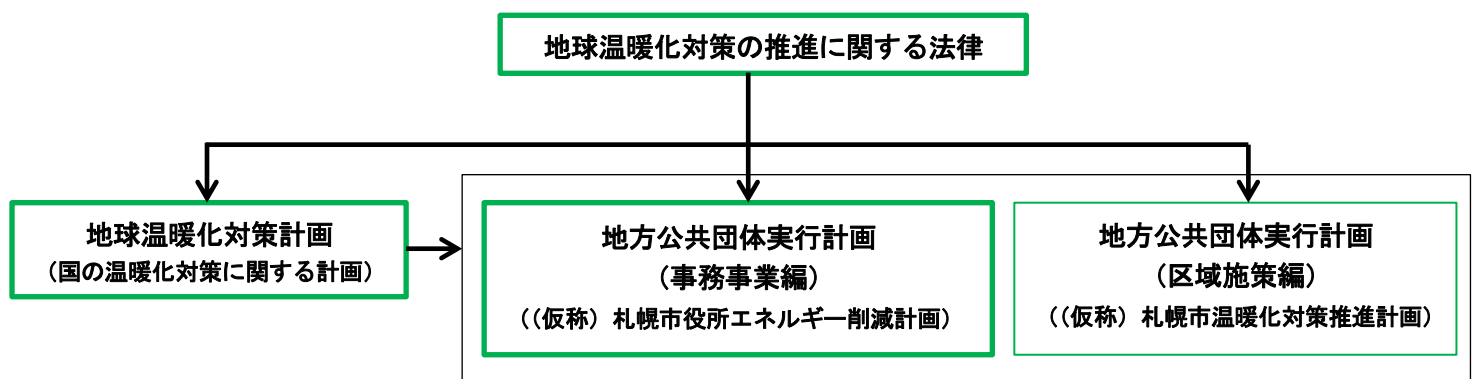 地球温暖化対策の推進に関する法律
地球温暖化対策計画
（国の温暖化対策に関する計画）
地方公共団体実行計画
（事務事業編）
（（仮称）札幌市役所エネルギー削減計画）
地方公共団体実行計画
（区域施策編）
（（仮称）札幌市温暖化対策推進計画）